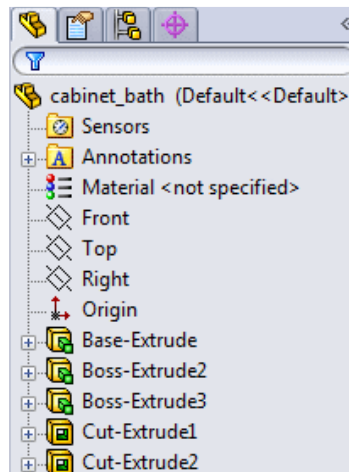 cabinet_bath (Default<<Default>
Sensors
Annotations
Material <not specified>
Front
Top
Right
Origin
Base-Extrude
Boss-Extrude2
Boss-Extrude3
Cut-Extrude1
Cut-Extrude2